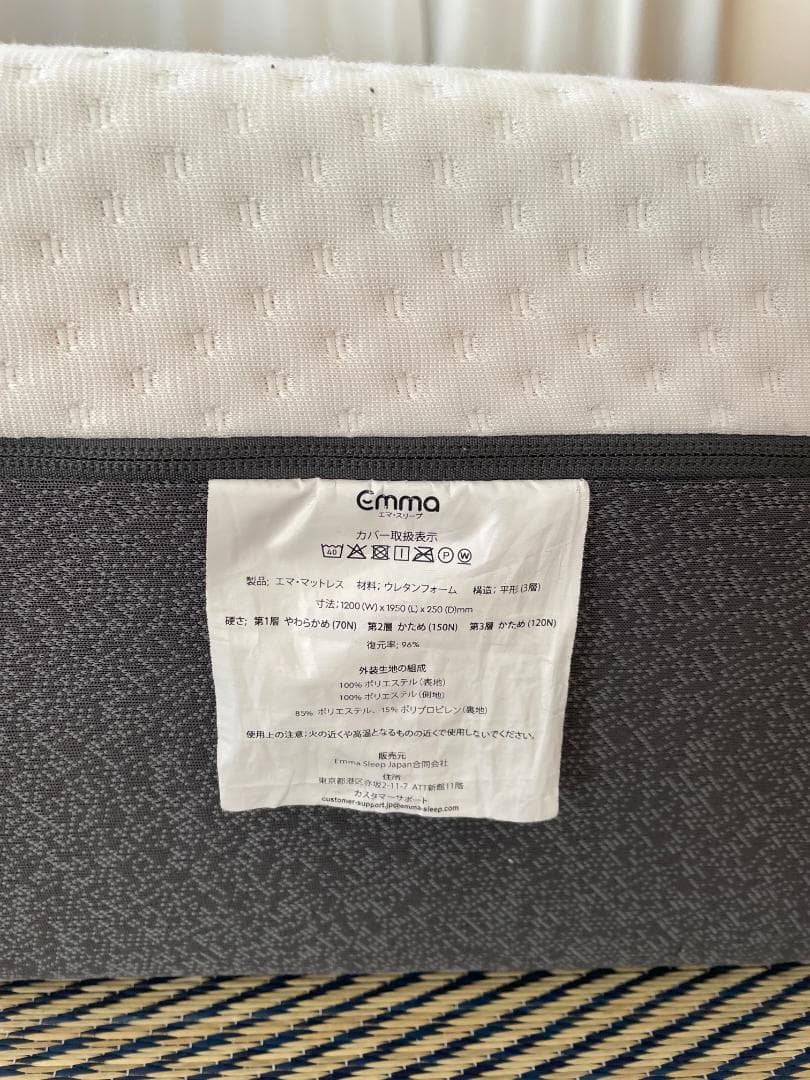 emma
エマ・スリープ
カバー取扱表示
40 P W
製品; エマ・マットレス 材料; ウレタンフォーム 構造; 平形 (3層)
寸法; 1200 (W) x 1950 (L) x 250 (D)mm
硬さ; 第1層 やわらかめ (70N) 第2層 かため (150N) 第3層 かため (120N)
復元率; 96%
外装生地の組成
100% ポリエステル (表地)
100% ポリエステル (側地)
85% ポリエステル、15% ポリプロピレン (裏地)
使用上の注意; 火の近くや高温となるものの近くで使用しないでください。
販売元
Emma Sleep Japan合同会社
住所
東京都港区赤坂2-11-7 ATT新館11階
カスタマーサポート
customer-support.jp@emma-sleep.com